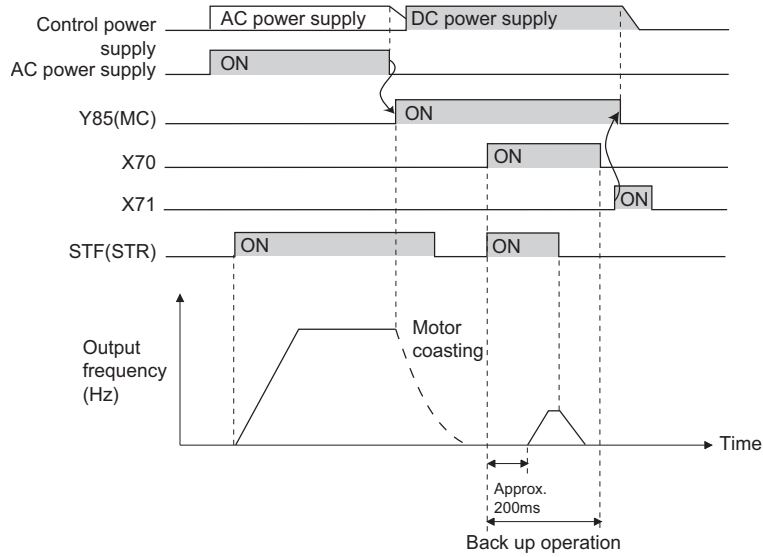 Control power
supply
AC power supply
DC power supply
AC power supply
ON
Y85(MC)
ON
X70
ON
X71
ON
STF(STR)
ON
ON
Output
frequency
(Hz)
Motor
coasting
Time
Approx.
200ms
Back up operation